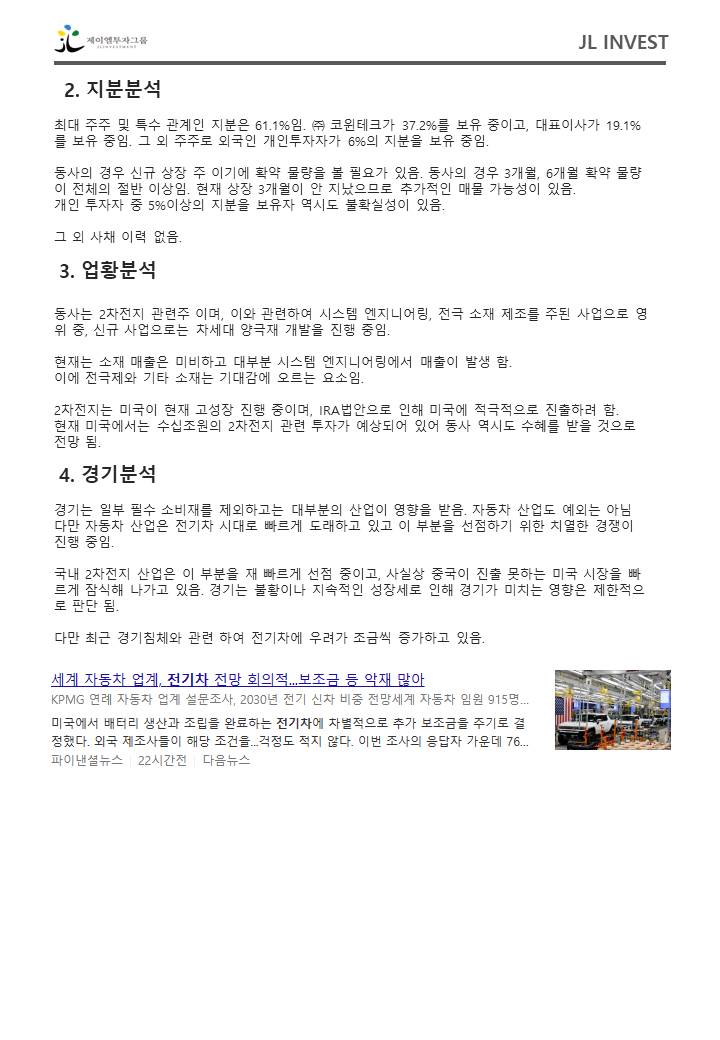 제이엘투자그룹
JLINVESTMENT
JL INVEST
2. 지분분석
최대 주주 및 특수 관계인 지분은 61.1%임. ㈜ 코윈테크가 37.2%를 보유 중이고, 대표이사가 19.1%
를 보유 중임. 그 외 주주로 외국인 개인투자자가 6%의 지분을 보유 중임.
동사의 경우 신규 상장 주 이기에 확약 물량을 볼 필요가 있음. 동사의 경우 3개월, 6개월 확약 물량
이 전체의 절반 이상임. 현재 상장 3개월이 안 지났으므로 추가적인 매물 가능성이 있음.
개인 투자자 중 5%이상의 지분을 보유자 역시도 불확실성이 있음.
그 외 사채 이력 없음.
3. 업황분석
동사는 2차전지 관련주 이며, 이와 관련하여 시스템 엔지니어링, 전극 소재 제조를 주된 사업으로 영
위 중, 신규 사업으로는 차세대 양극재 개발을 진행 중임.
현재는 소재 매출은 미비하고 대부분 시스템 엔지니어링에서 매출이 발생 함.
이에 전극제와 기타 소재는 기대감에 오르는 요소임.
2차전지는 미국이 현재 고성장 진행 중이며, IRA법안으로 인해 미국에 적극적으로 진출하려 함.
현재 미국에서는 수십조원의 2차전지 관련 투자가 예상되어 있어 동사 역시도 수혜를 받을 것으로
전망 됨.
4. 경기분석
경기는 일부 필수 소비재를 제외하고는 대부분의 산업이 영향을 받음. 자동차 산업도 예외는 아님
다만 자동차 산업은 전기차 시대로 빠르게 도래하고 있고 이 부분을 선점하기 위한 치열한 경쟁이
진행 중임.
국내 2차전지 산업은 이 부분을 재 빠르게 선점 중이고, 사실상 중국이 진출 못하는 미국 시장을 빠
르게 잠식해 나가고 있음. 경기는 불황이나 지속적인 성장세로 인해 경기가 미치는 영향은 제한적으
로 판단 됨.
다만 최근 경기침체와 관련 하여 전기차에 우려가 조금씩 증가하고 있음.
세계 자동차 업계, 전기차 전망 회의적...보조금 등 악재 많아
KPMG 연례 자동차 업계 설문조사, 2030년 전기 신차 비중 전망세계 자동차 임원 915명...
미국에서 배터리 생산과 조립을 완료하는 전기차에 차별적으로 추가 보조금을 주기로 결
정했다. 외국 제조사들이 해당 조건을...걱정도 적지 않다. 이번 조사의 응답자 가운데 76...
파이낸셜뉴스 | 22시간전 | 다음뉴스